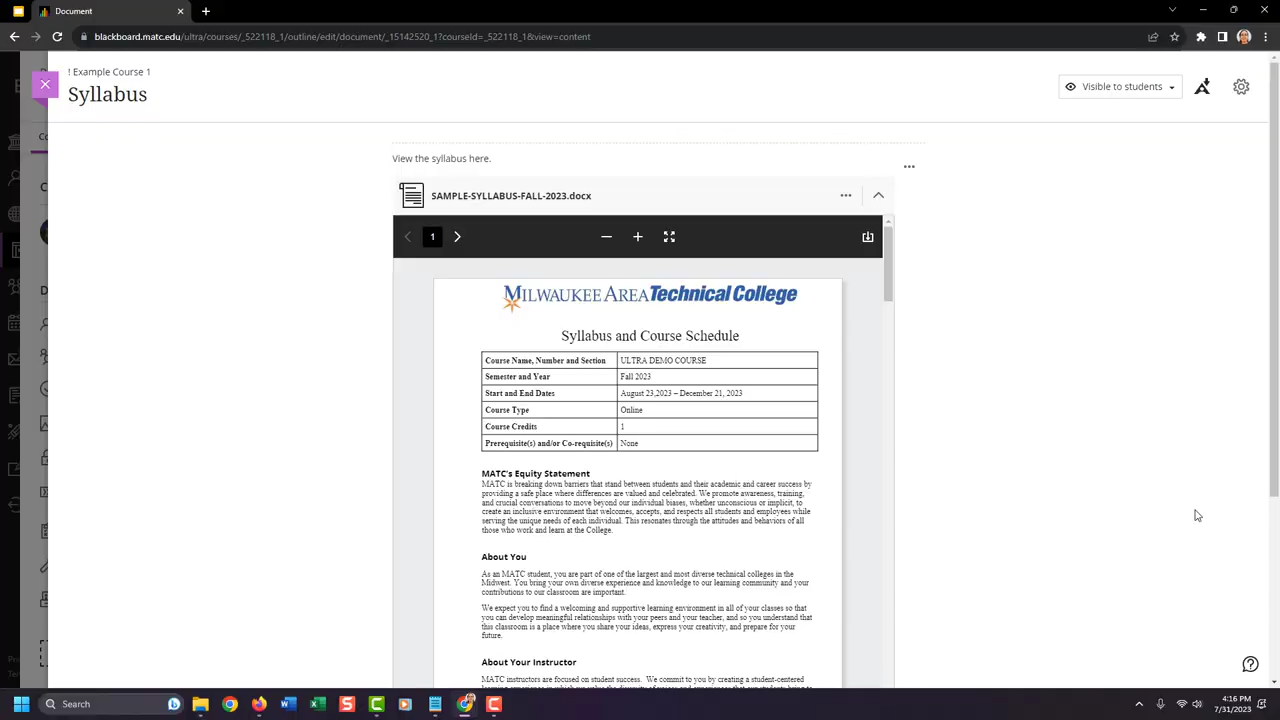 Document
blackboard.matc.edu/ultra/courses/_522118_1/outline/edit/document/_15142520_1?courseId=_522118_1&view=content
! Example Course 1
Syllabus
Visible to students
View the syllabus here.
SAMPLE-SYLLABUS-FALL-2023.docx
1
MILWAUKEE AREA Technical College
Syllabus and Course Schedule
Course Name, Number and Section ULTRA DEMO COURSE
Semester and Year Fall 2023
Start and End Dates August 23,2023 – December 21, 2023
Course Type Online
Course Credits 1
Prerequisite(s) and/or Co-requisite(s) None
MATC's Equity Statement
MATC is breaking down barriers that stand between students and their academic and career success by
providing a safe place where differences are valued and celebrated. We promote awareness, training,
and crucial conversations to move beyond our individual biases, whether unconscious or implicit, to
create an inclusive environment that welcomes, accepts, and respects all students and employees while
serving the unique needs of each individual. This resonates through the attitudes and behaviors of all
those who work and learn at the College.
About You
As an MATC student, you are part of one of the largest and most diverse technical colleges in the
Midwest. You bring your own diverse experience and knowledge to our learning community and your
contributions to our classroom are important.
We expect you to find a welcoming and supportive learning environment in all of your classes so that
you can develop meaningful relationships with your peers and your teacher, and so you understand that
this classroom is a place where you share your ideas, express your creativity, and prepare for your
future.
About Your Instructor
MATC instructors are focused on student success. We commit to you by creating a student-centered
Search
4:16 PM
7/31/2023